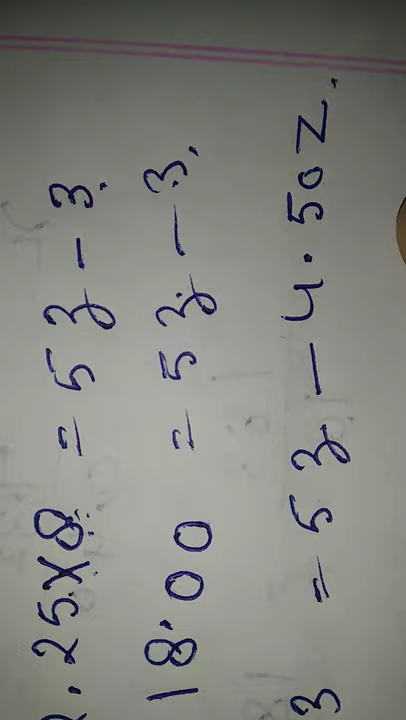 .25X8 = 5z - 3.
18.00 = 5z - 3.
3 = 5z - 4.50z.